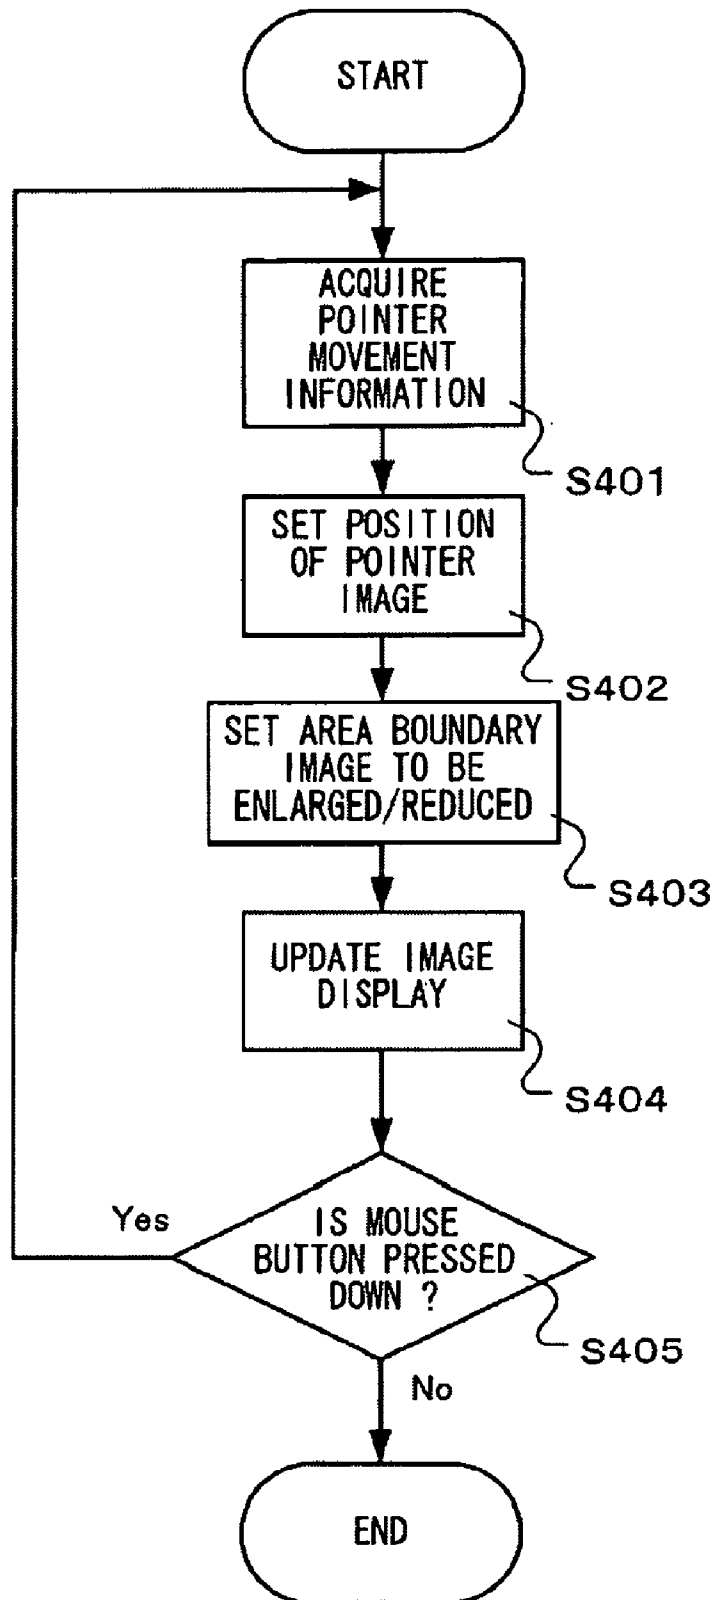 START
ACQUIRE
POINTER
MOVEMENT
INFORMATION
S401
SET POSITION
OF POINTER
IMAGE
S402
SET AREA BOUNDARY
IMAGE TO BE
ENLARGED/REDUCED
S403
UPDATE IMAGE
DISPLAY
S404
Yes
IS MOUSE
BUTTON PRESSED
DOWN ?
S405
No
END